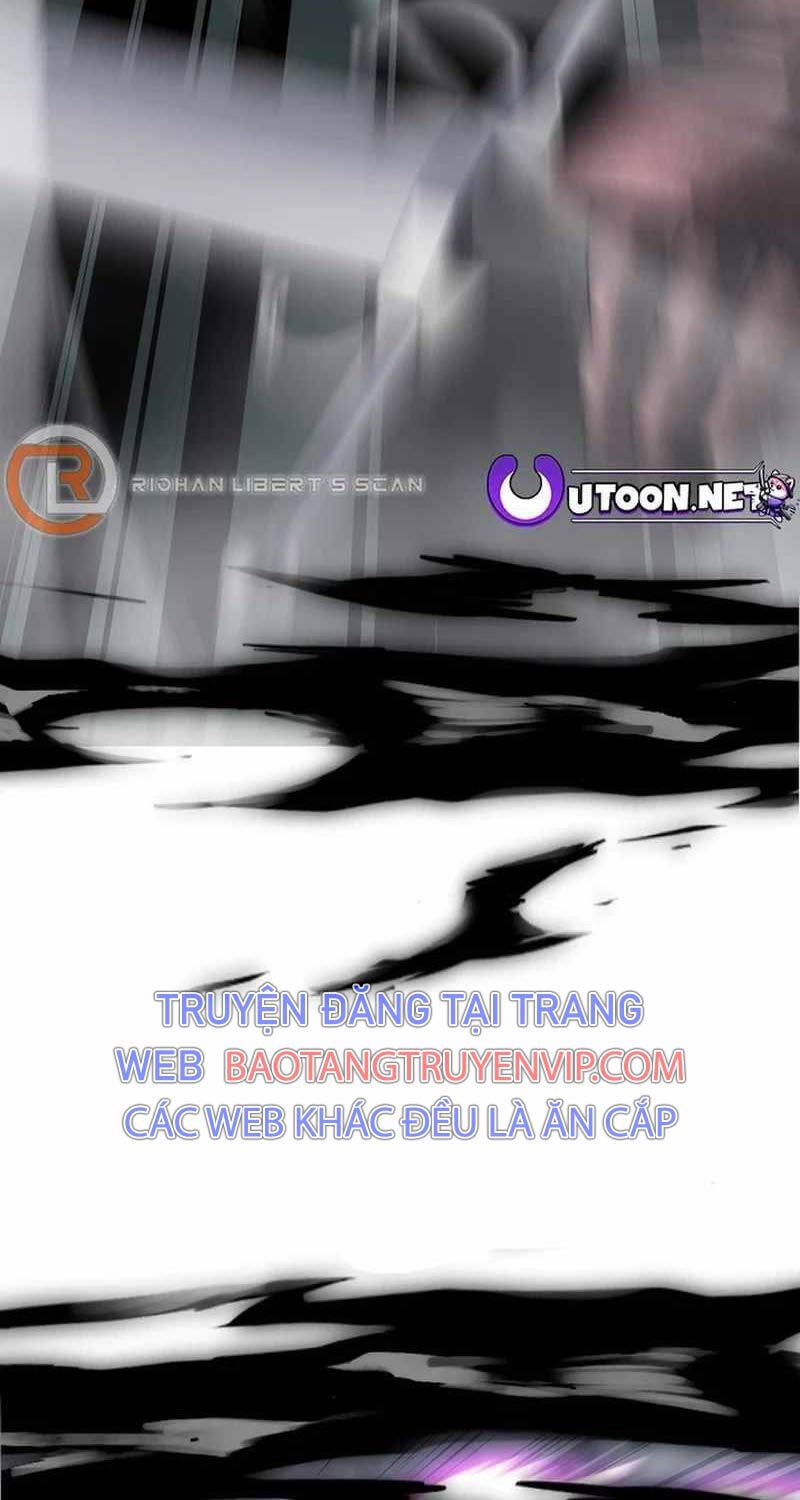 RIOHAN LIBERT'S SCAN
UTOON.NET
TRUYỆN ĐĂNG TẠI TRANG
WEB BAOTANGTRUYENVIP.COM
CÁC WEB KHÁC ĐỀU LÀ ĂN CẮP